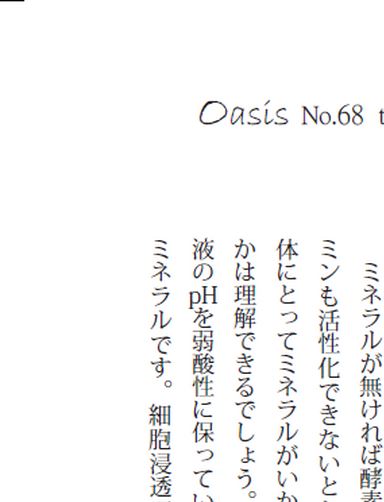 Oasis No.68 t
ミネラルが無ければ酵素
ミンも活性化できないと
体にとってミネラルがいか
かは理解できるでしょう。
液のpHを弱酸性に保ってい
ミネラルです。細胞浸透